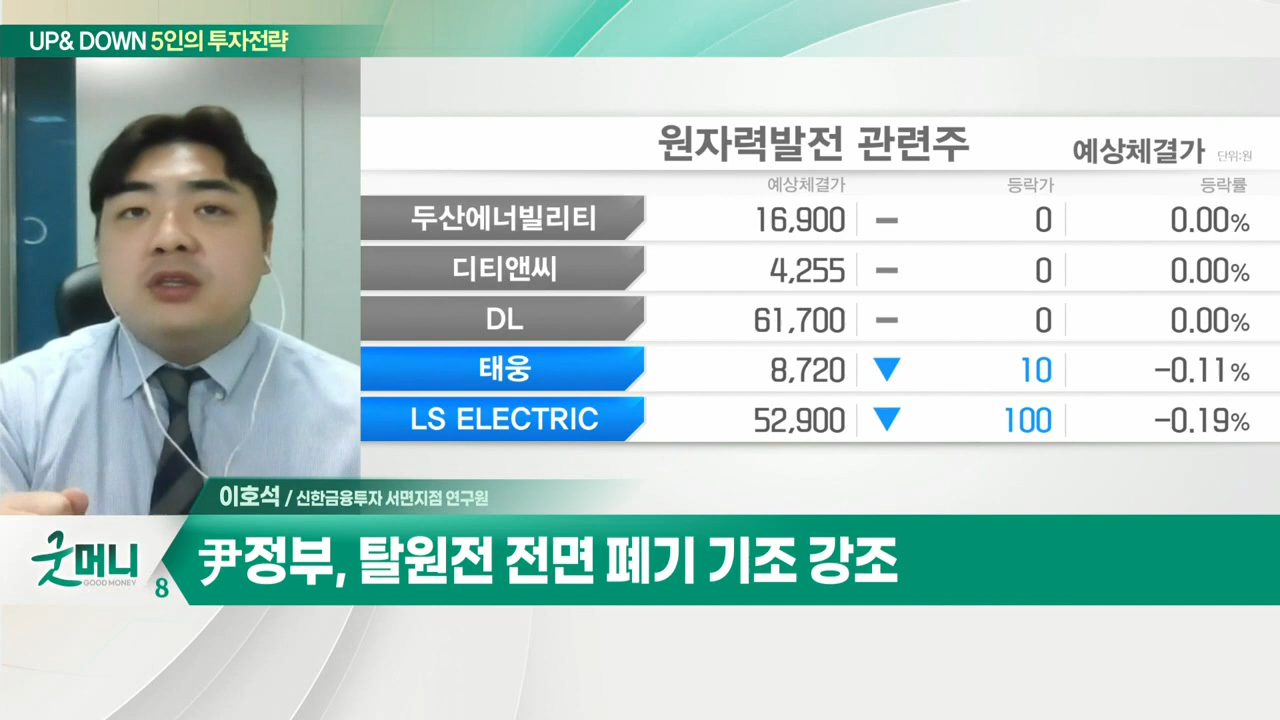 UP& DOWN 5인의 투자전략
원자력발전 관련주 예상체결가 단위:원
예상체결가 등락가 등락률
두산에너빌리티 16,900 - 0 0.00%
디티앤씨 4,255 - 0 0.00%
DL 61,700 - 0 0.00%
태웅 8,720 ▼ 10 -0.11%
LS ELECTRIC 52,900 ▼ 100 -0.19%
이호석 / 신한금융투자 서면지점 연구원
굿머니
GOOD MONEY
8
尹정부, 탈원전 전면 폐기 기조 강조